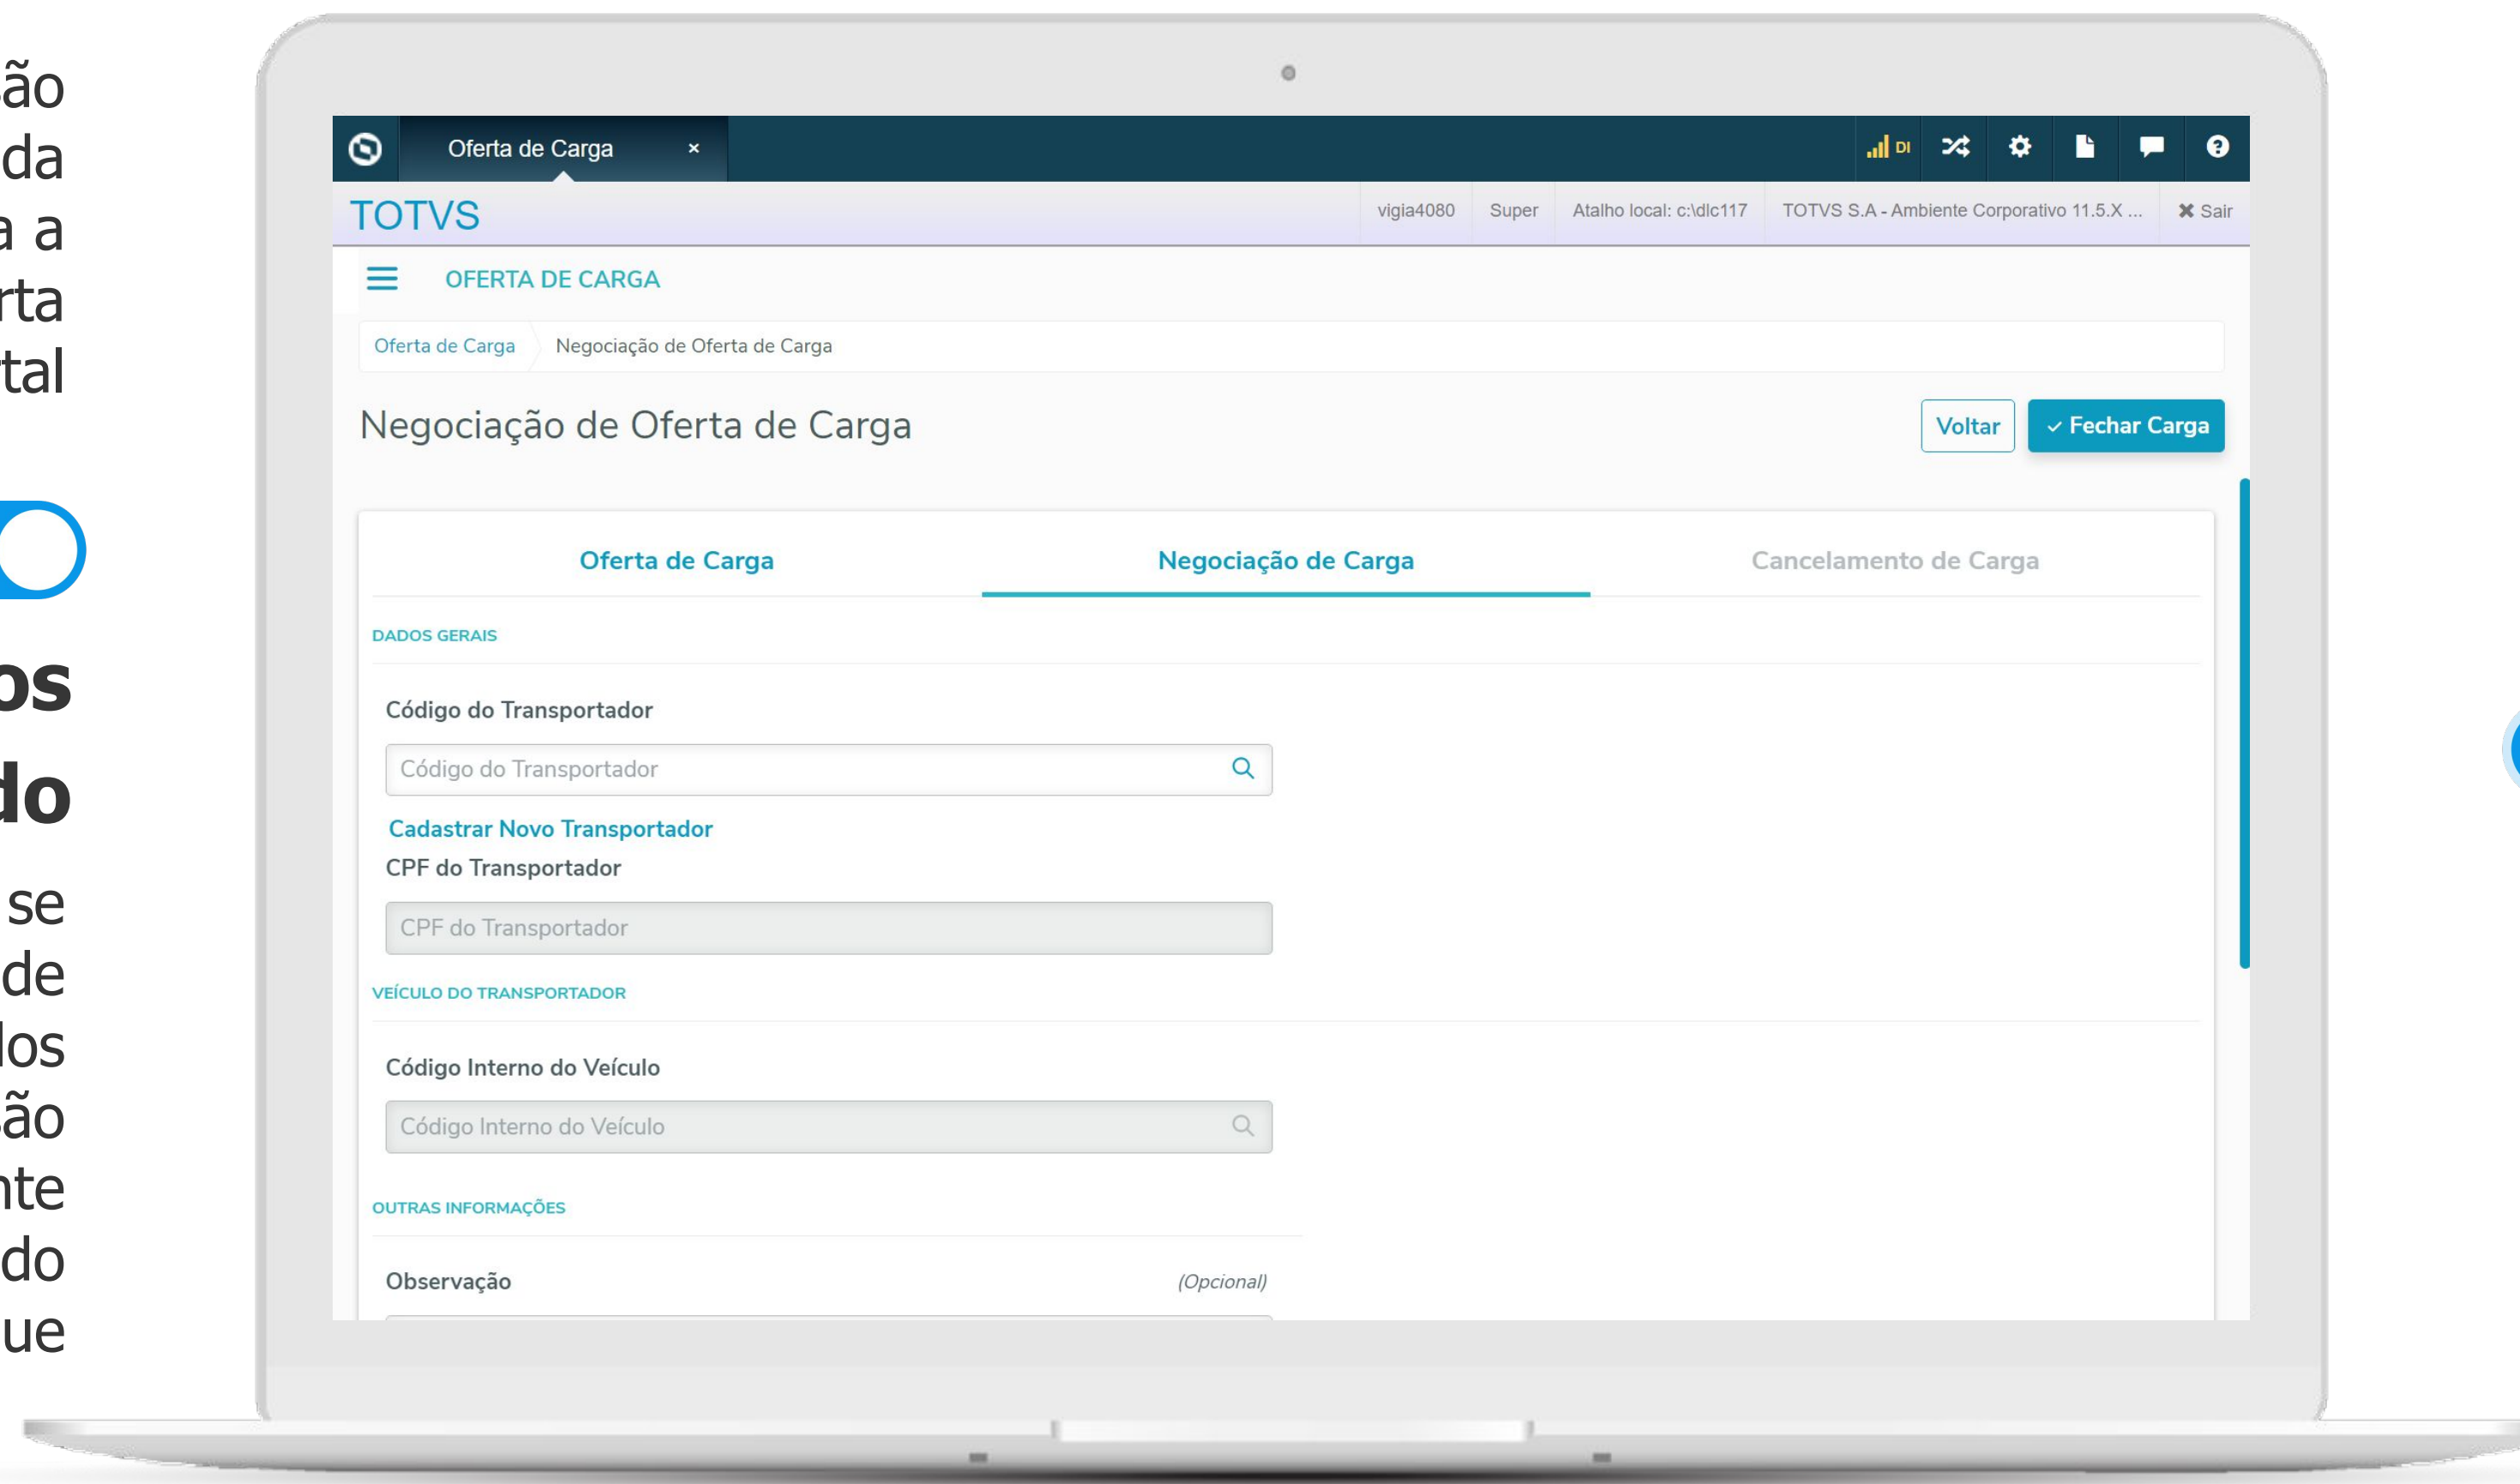 ão
da
a a
rta
tal
os
do
se
de
los
ão
nte
do
ue
Oferta de Carga ×
DI
TOTVS
vigia4080 Super Atalho local: c:\dlc117 TOTVS S.A - Ambiente Corporativo 11.5.X ... ✖ Sair
OFERTA DE CARGA
Oferta de Carga Negociação de Oferta de Carga
Negociação de Oferta de Carga
Voltar ✓ Fechar Carga
Oferta de Carga Negociação de Carga Cancelamento de Carga
DADOS GERAIS
Código do Transportador
Código do Transportador
Cadastrar Novo Transportador
CPF do Transportador
CPF do Transportador
VEÍCULO DO TRANSPORTADOR
Código Interno do Veículo
Código Interno do Veículo
OUTRAS INFORMAÇÕES
Observação (Opcional)